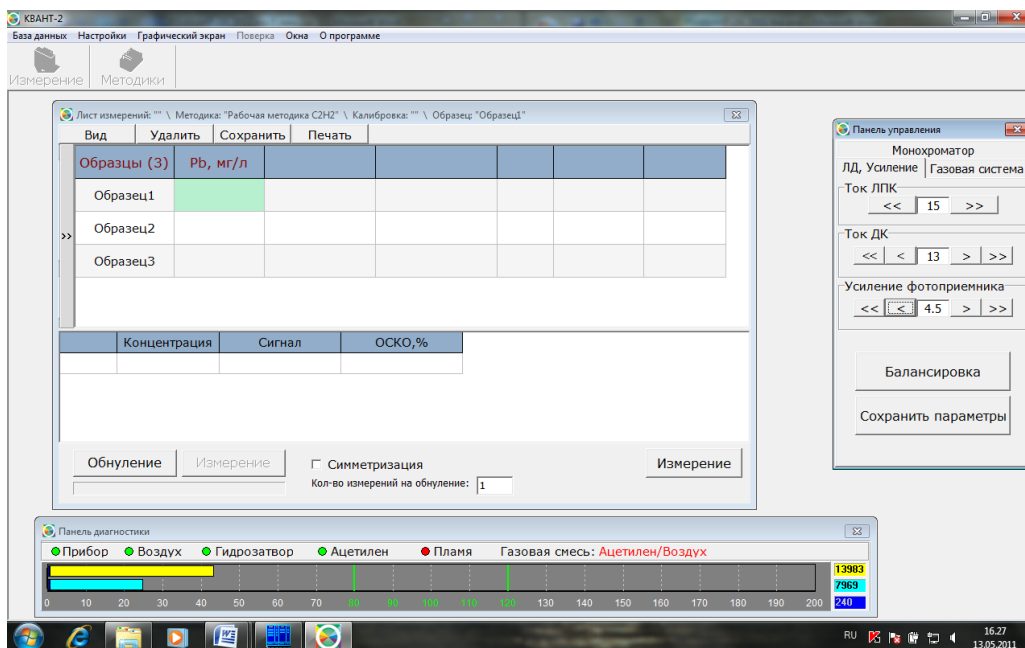 КВАНТ-2
База данных Настройки Графический экран Поверка Окна О программе
Измерение Методики
Лист измерений: "" \ Методика: "Рабочая методика C2H2" \ Калибровка: "" \ Образец: "Образец1"
Вид Удалить Сохранить Печать
Образцы (3) Pb, мг/л
Образец1
Образец2
Образец3
>>
Концентрация Сигнал ОСКО,%
Обнуление Измерение Симметризация Измерение
Кол-во измерений на обнуление: 1
Панель управления
Монохроматор
ЛД, Усиление Газовая система
Ток ЛПК
<< 15 >>
Ток ДК
<< < 13 > >>
Усиление фотоприемника
<< < 4.5 > >>
Балансировка
Сохранить параметры
Панель диагностики
Прибор Воздух Гидрозатвор Ацетилен Пламя Газовая смесь: Ацетилен/Воздух
13983
7969
0 10 20 30 40 50 60 70 80 90 100 110 120 130 140 150 160 170 180 190 200 240
RU 16.27
13.05.2011